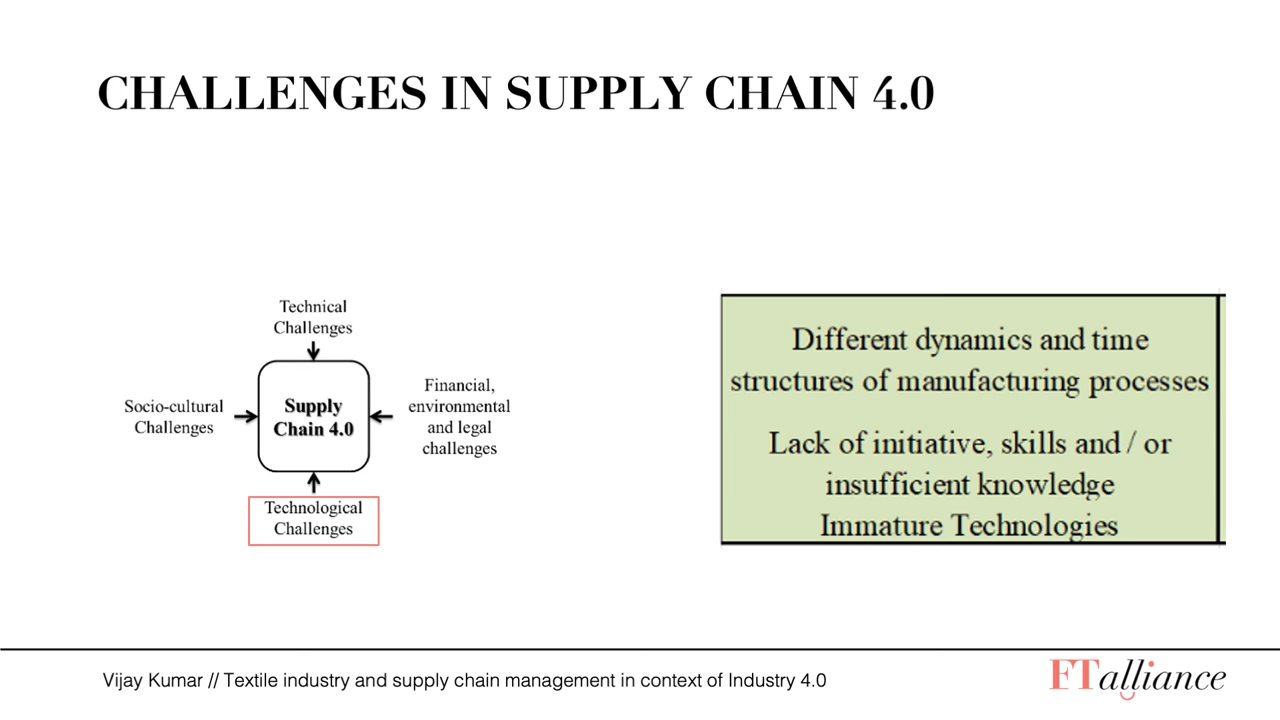 CHALLENGES IN SUPPLY CHAIN 4.0
Technical
Challenges
Socio-cultural
Challenges
Supply
Chain 4.0
Financial,
environmental
and legal
challenges
Technological
Challenges
Different dynamics and time
structures of manufacturing processes
Lack of initiative, skills and / or
insufficient knowledge
Immature Technologies
Vijay Kumar // Textile industry and supply chain management in context of Industry 4.0
FTalliance